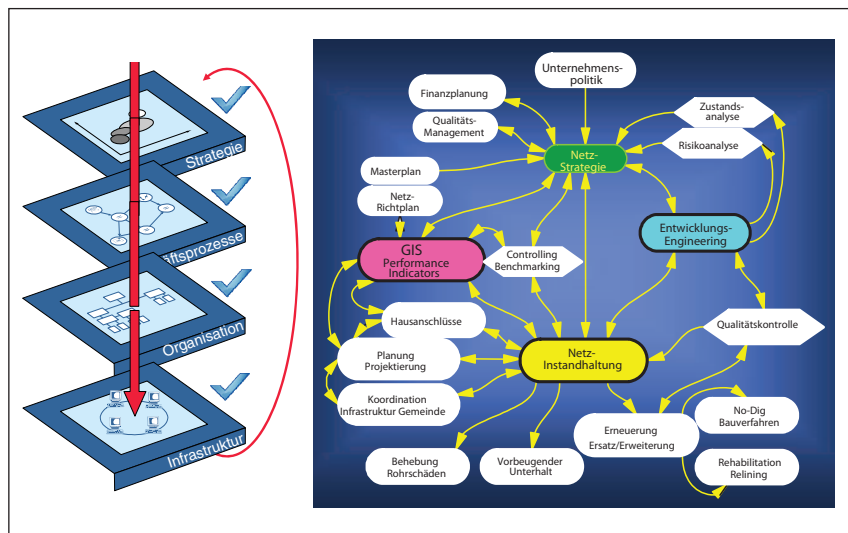 Strategie
äftsprozesse
Organisation
Infrastruktur
Unternehmens-
politik
Finanzplanung
Qualitäts-
Management
Zustands-
analyse
Risikoanalyse
Netz-
Strategie
Masterplan
Netz-
Richtplan
GIS
Performance
Indicators
Controlling
Benchmarking
Entwicklungs-
Engineering
Hausanschlüsse
Qualitätskontrolle
Planung
Projektierung
Netz-
Instandhaltung
Koordination
Infrastruktur Gemeinde
Erneuerung
Ersatz/Erweiterung
No-Dig
Bauverfahren
Behebung
Rohrschäden
Vorbeugender
Unterhalt
Rehabilitation
Relining